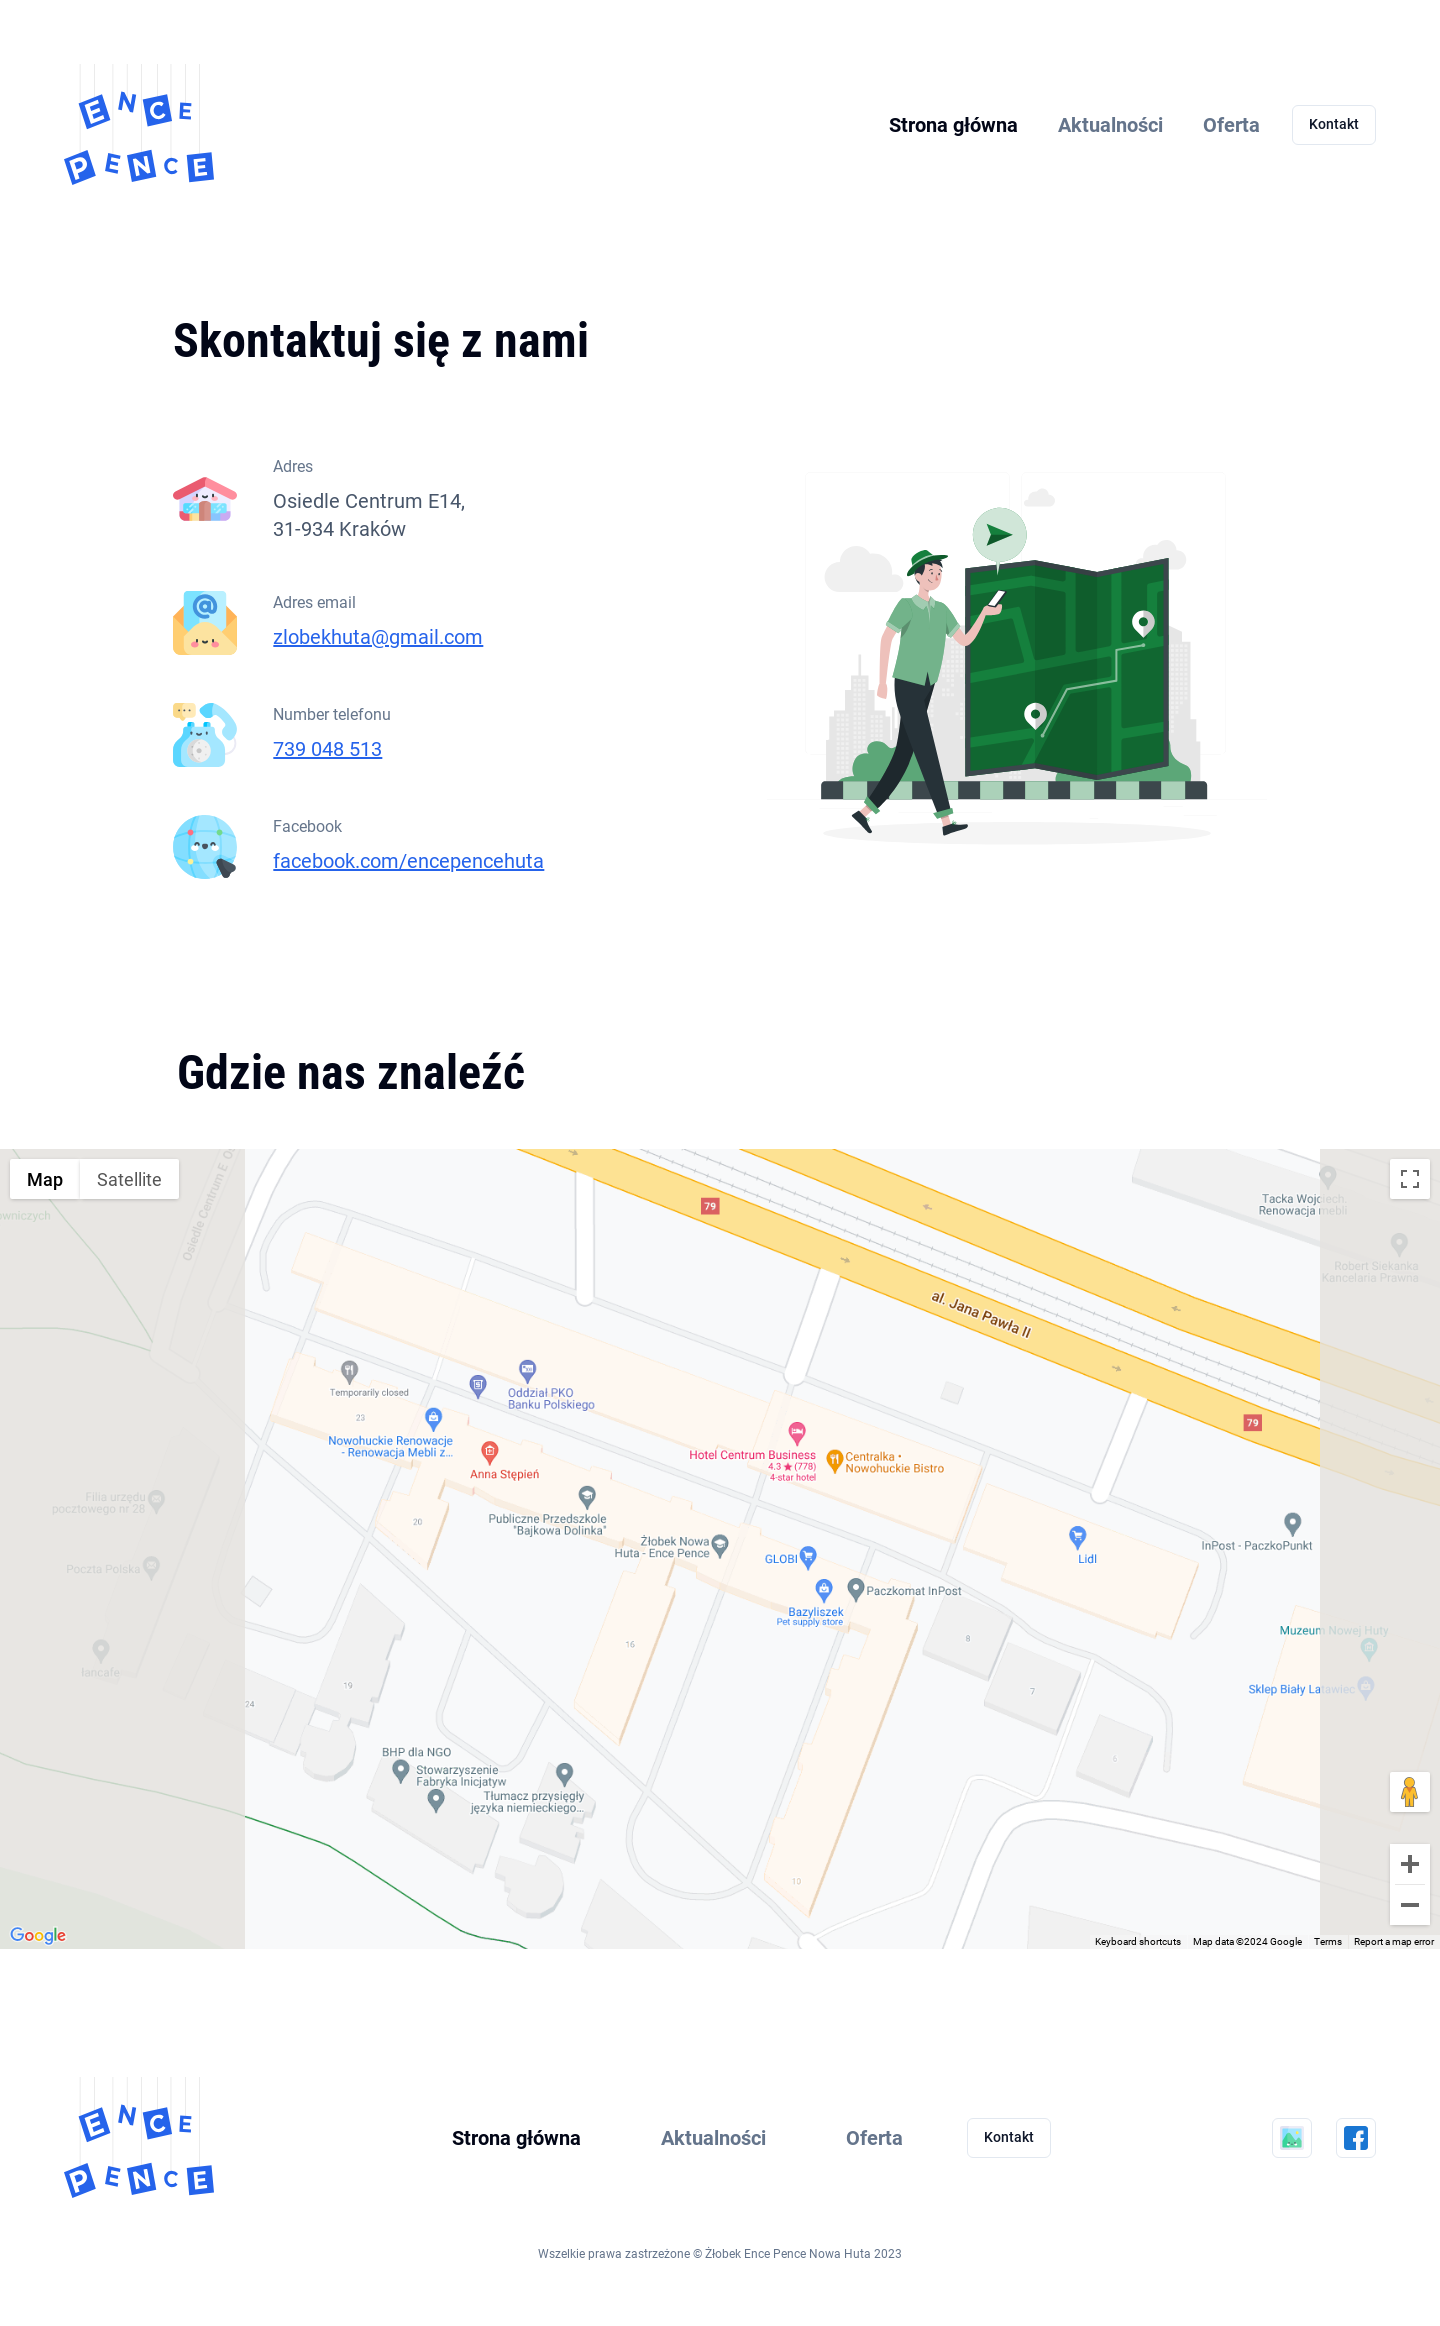 ENCE
PENCE
Strona główna
Aktualności
Oferta
Kontakt
Skontaktuj się z nami
Adres
Osiedle Centrum E14,
31-934 Kraków
Adres email
zlobekhuta@gmail.com
Number telefonu
739 048 513
Facebook
facebook.com/encepencehuta
Gdzie nas znaleźć
Map
Satellite
wniczych
Osiedle Centrum E
79
Tacka Wojciech.
Renowacja mebli
Robert Siekanka
Kancelaria Prawna
al. Jana Pawła II
Temporarily closed
Oddział PKO
Banku Polskiego
23
Nowohuckie Renowacje
- Renowacja Mebli z...
Anna Stępień
Hotel Centrum Business
4.3 ★ (778)
4-star hotel
Centralka •
Nowohuckie Bistro
79
Filia urzędu
pocztowego nr 28
20
Publiczne Przedszkole
"Bajkowa Dolinka"
Żłobek Nowa
Huta - Ence Pence
GLOBI
Lidl
InPost - PaczkoPunkt
Poczta Polska
Bazyliszek
Pet supply store
Paczkomat InPost
16
8
Muzeum Nowej Huty
łancafe
19
7
Sklep Biały Latawiec
24
BHP dla NGO
Stowarzyszenie
Fabryka Inicjatyw
Tłumacz przysięgły
języka niemieckiego...
6
10
Google
Keyboard shortcuts
Map data ©2024 Google
Terms
Report a map error
ENCE
PENCE
Strona główna
Aktualności
Oferta
Kontakt
Wszelkie prawa zastrzeżone © Żłobek Ence Pence Nowa Huta 2023